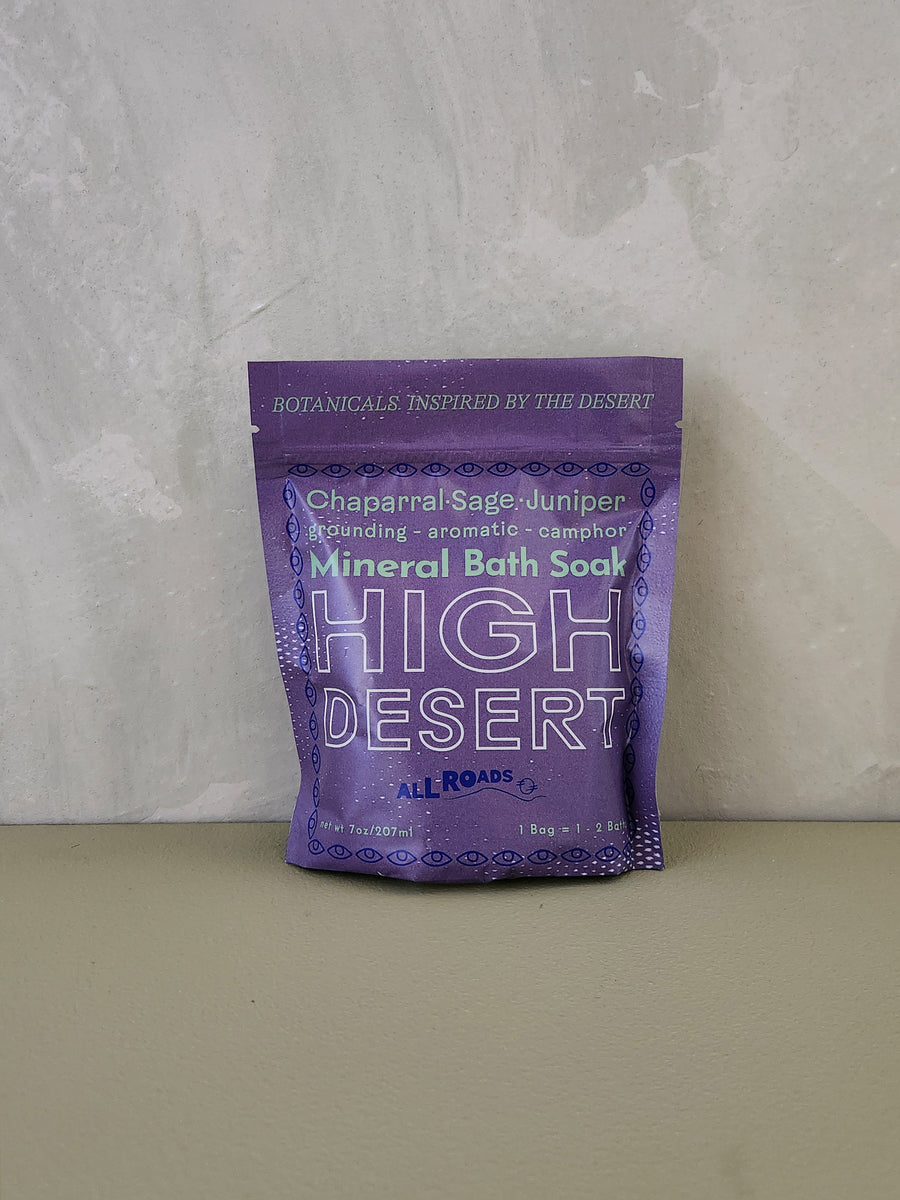 BOTANICALS INSPIRED BY THE DESERT
Chaparral·Sage·Juniper
grounding - aromatic - camphor
Mineral Bath Soak
HIGH
DESERT
ALL ROADS
net wt 7oz/207ml 1 Bag = 1 - 2